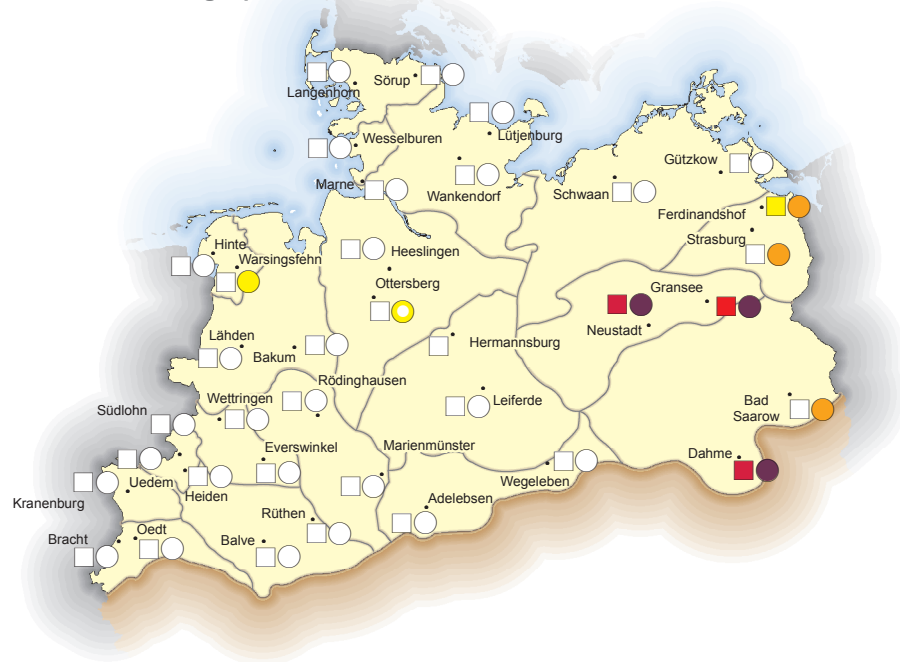 Sörup
Langenhorn
Lütjenburg
Wesselburen
Gützkow
Marne
Wankendorf
Schwaan
Ferdinandshof
Strasburg
Hinte
Warsingsfehn
Heeslingen
Ottersberg
Gransee
Neustadt
Lähden
Bakum
Hermannsburg
Rödinghausen
Wettringen
Leiferde
Bad
Saarow
Südlohn
Everswinkel
Marienmünster
Dahme
Wegeleben
Uedem
Heiden
Kranenburg
Adelebsen
Rüthen
Oedt
Bracht
Balve